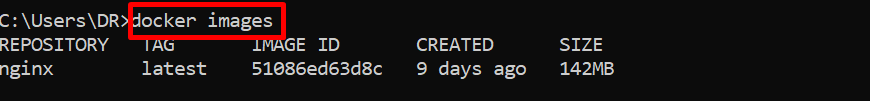 C:\Users\DR>docker images
REPOSITORY TAG IMAGE ID CREATED SIZE
nginx latest 51086ed63d8c 9 days ago 142MB